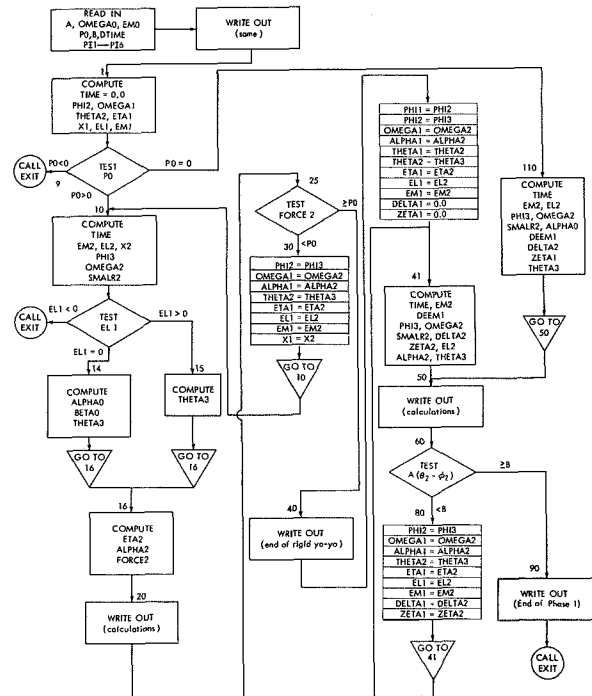 READ IN
A, OMEGA0, EM0
P0,B,DTIME
PI1→PI6
WRITE OUT
(same)
1
COMPUTE
TIME = 0.0
PHI2, OMEGA1
THETA2, ETA1
X1, EL1, EM1
P0<0
CALL
EXIT
9
TEST
P0
P0 = 0
P0>0
10
COMPUTE
TIME
EM2, EL2, X2
PHI3
OMEGA2
SMALR2
EL1 < 0
CALL
EXIT
TEST
EL 1
EL1 > 0
EL1 = 0
14
COMPUTE
ALPHA0
BETA0
THETA3
15
COMPUTE
THETA3
GO TO
16
GO TO
16
16
COMPUTE
ETA2
ALPHA2
FORCE2
20
WRITE OUT
(calculations)
25
TEST
FORCE 2
≥P0
30
<P0
PHI2 = PHI3
OMEGA1 = OMEGA2
ALPHA1 = ALPHA2
THETA2 = THETA3
ETA1 = ETA2
EL1 = EL2
EM1 = EM2
X1 = X2
GO TO
10
40
WRITE OUT
(end of rigid yo-yo)
PHI1 = PHI2
PHI2 = PHI3
OMEGA1 = OMEGA2
ALPHA1 = ALPHA2
THETA1 = THETA2
THETA2 = THETA3
ETA1 = ETA2
EL1 = EL2
EM1 = EM2
DELTA1 = 0.0
ZETA1 = 0.0
41
COMPUTE
TIME, EM2
DEEM1
PHI3, OMEGA2
SMALR2, DELTA2
ZETA2, EL2
ALPHA2, THETA3
50
WRITE OUT
(calculations)
60
TEST
A (θ₂ - φ₂)
≥B
80
<B
PHI2 = PHI3
OMEGA1 = OMEGA2
ALPHA1 = ALPHA2
THETA2 = THETA3
ETA1 = ETA2
EL1 = EL2
EM1 = EM2
DELTA1 = DELTA2
ZETA1 = ZETA2
GO TO
41
110
COMPUTE
TIME
EM2, EL2
PHI3, OMEGA2
SMALR2, ALPHA0
DEEM1
DELTA2
ZETA1
THETA3
GO TO
50
90
WRITE OUT
(End of Phase 1)
CALL
EXIT